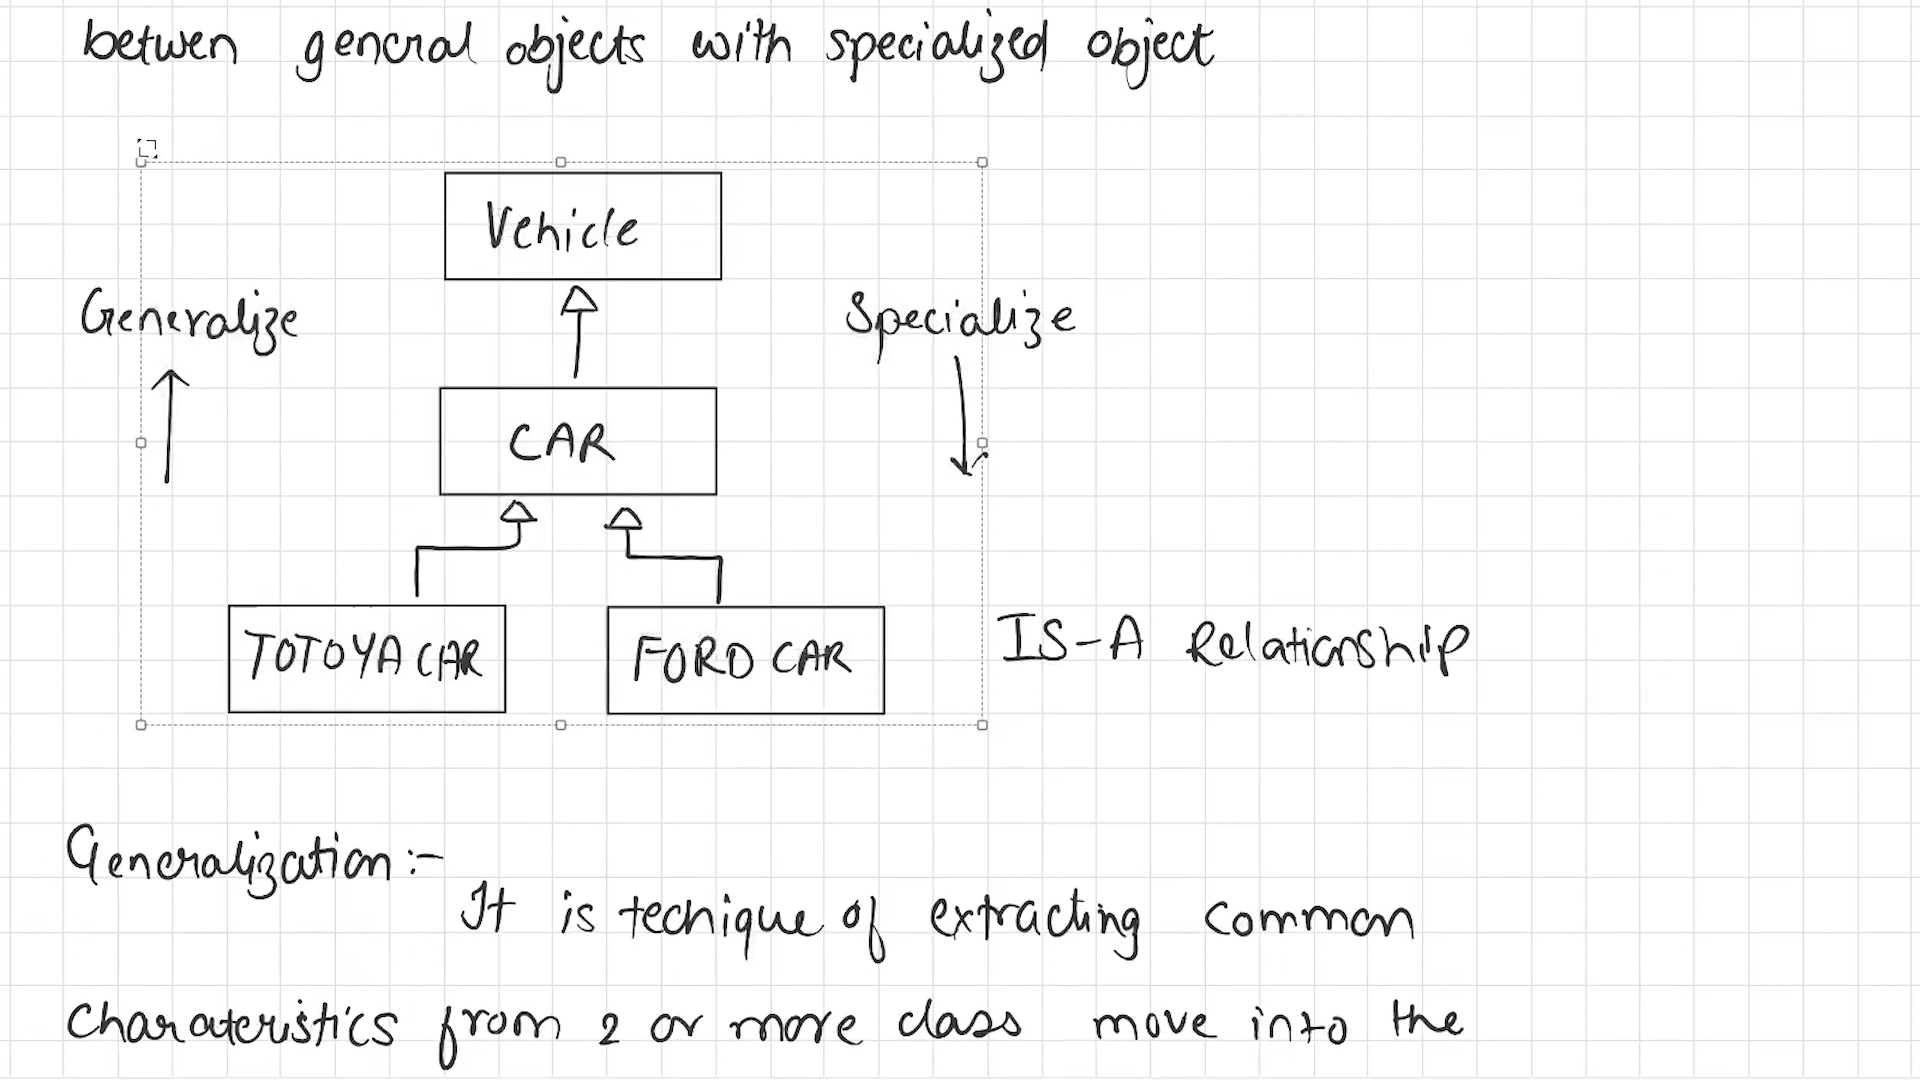 betwen general objects with specialized object
Vehicle
Generalize
Specialize
CAR
TOTOYA CAR
FORD CAR
IS-A Relationship
Generalization :-
It is techique of extracting common
charateristics from 2 or more class move into the